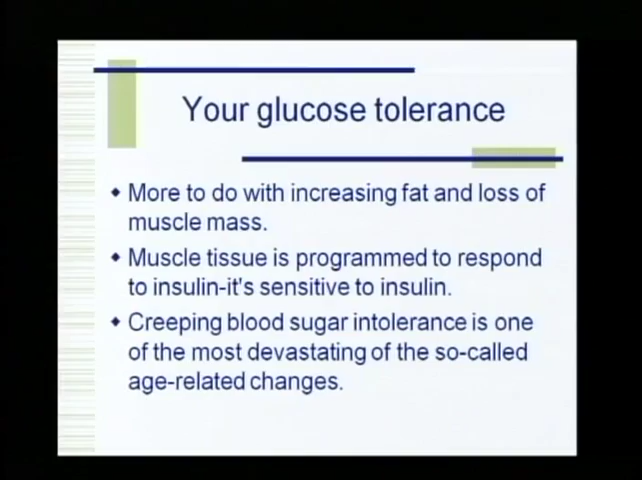 Your glucose tolerance
More to do with increasing fat and loss of
muscle mass.
Muscle tissue is programmed to respond
to insulin-it's sensitive to insulin.
Creeping blood sugar intolerance is one
of the most devastating of the so-called
age-related changes.